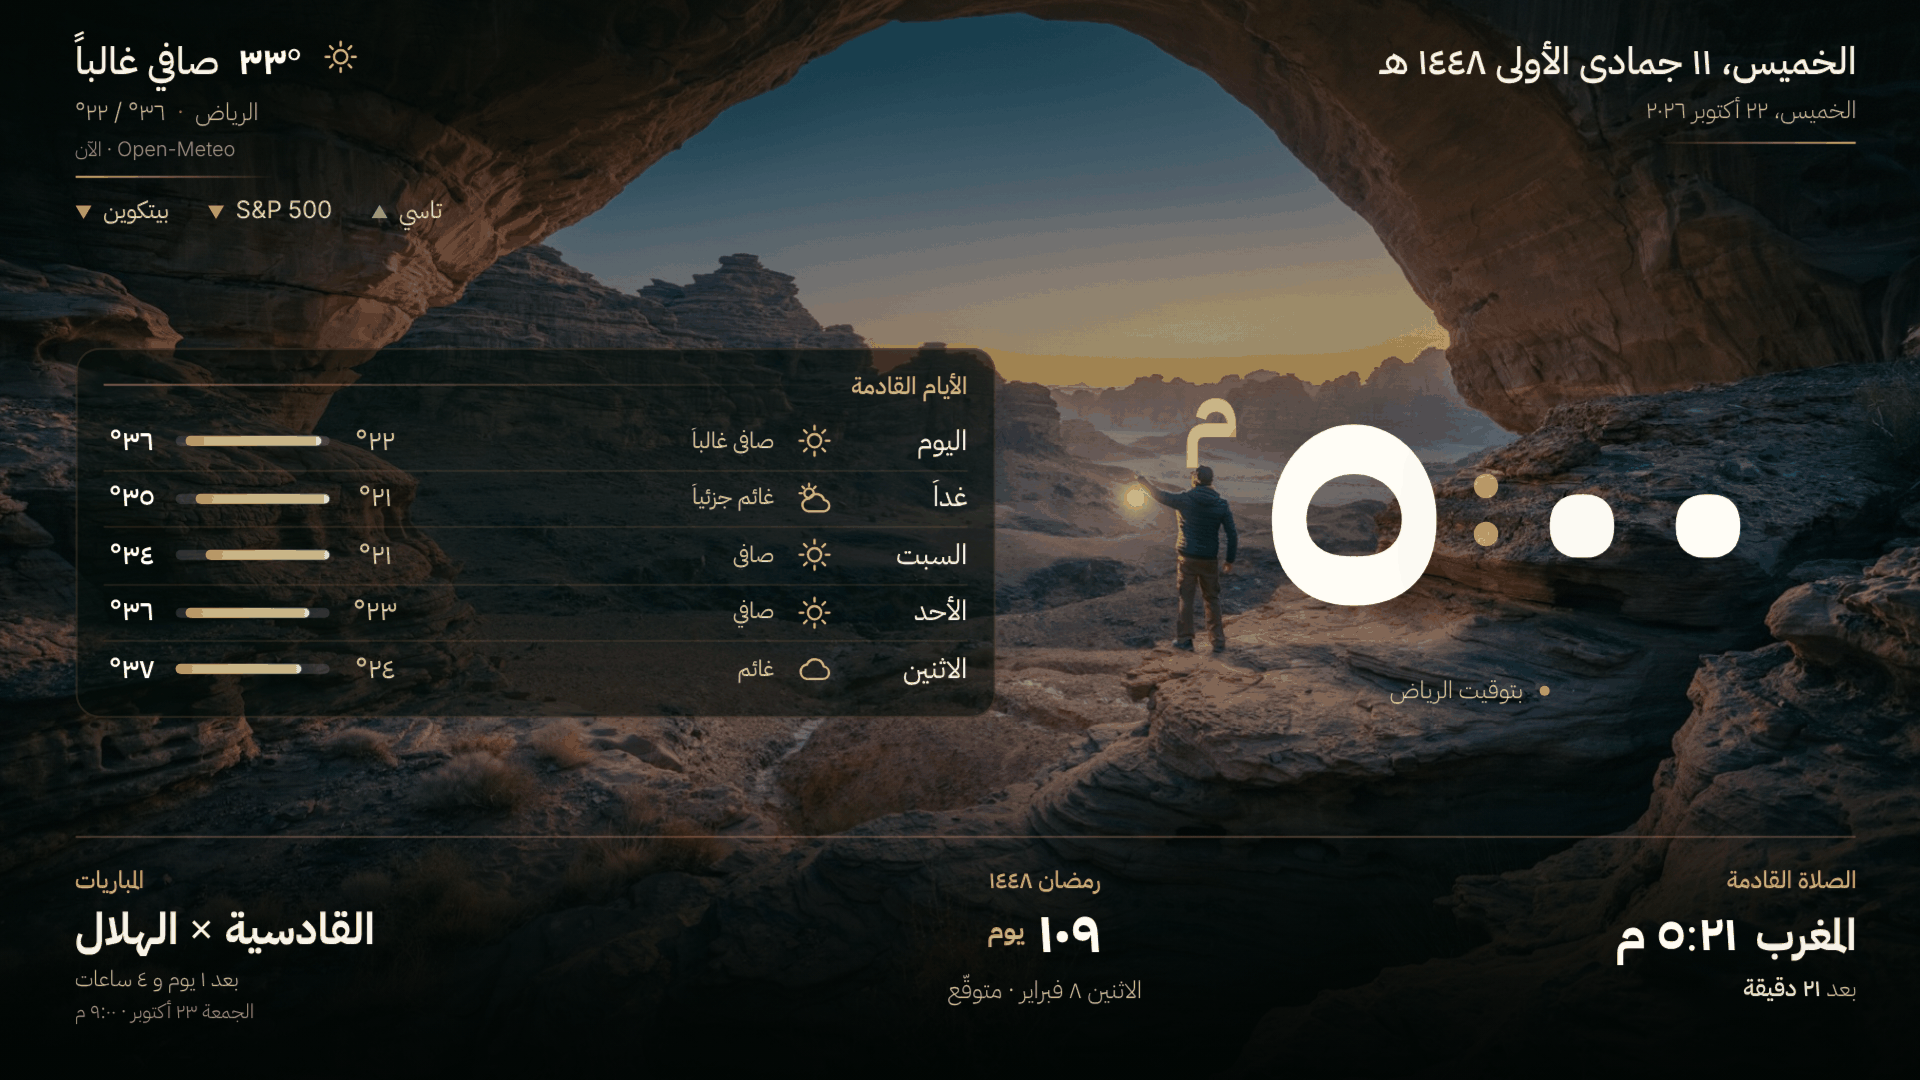 الخميس، ١١ جمادى الأولى ١٤٤٨ هـ
الخميس، ٢٢ أكتوبر ٢٠٢٦
٣٣° صافي غالباً
الرياض · ٣٦° / ٢٢°
Open-Meteo · الآن
تاسي ▲ S&P 500 ▼ بيتكوين ▼
٥:٠٠ م
بتوقيت الرياض
الأيام القادمة
اليوم صافي غالباً ٢٢° ٣٦°
غداً غائم جزئياً ٢١° ٣٥°
السبت صافي ٢١° ٣٤°
الأحد صافي ٢٣° ٣٦°
الاثنين غائم ٢٤° ٣٧°
الصلاة القادمة
المغرب ٥:٢١ م
بعد ٢١ دقيقة
رمضان ١٤٤٨
١٠٩ يوم
الاثنين ٨ فبراير · متوقّع
المباريات
القادسية × الهلال
بعد ١ يوم و ٤ ساعات
الجمعة ٢٣ أكتوبر · ٩:٠٠ م